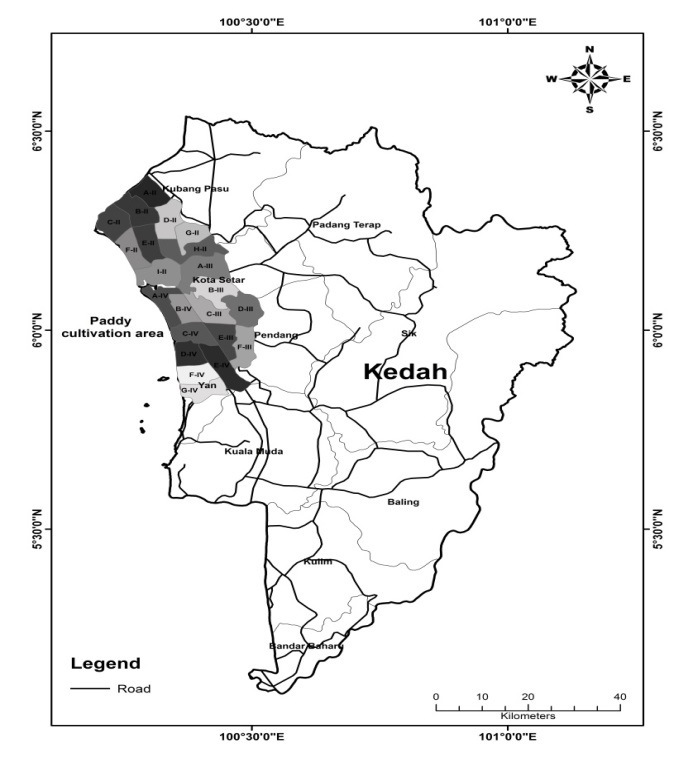 100°30'0"E
101°0'0"E
N
W
E
S
6°30'0"N
6°30'0"N
A-II
Kubang Pasu
B-II
C-II
D-II
Padang Terap
G-II
E-II
F-II
H-II
A-III
I-II
Kota Setar
B-III
A-IV
B-IV
C-III
D-III
Paddy
cultivation area
6°0'0"N
6°0'0"N
C-IV
E-III
Pendang
Sik
F-III
D-IV
E-IV
Kedah
F-IV
Yan
G-IV
Kuala Muda
Baling
5°30'0"N
5°30'0"N
Kulim
Bandar Baharu
Legend
Road
0 10 20 40
Kilometers
100°30'0"E
101°0'0"E